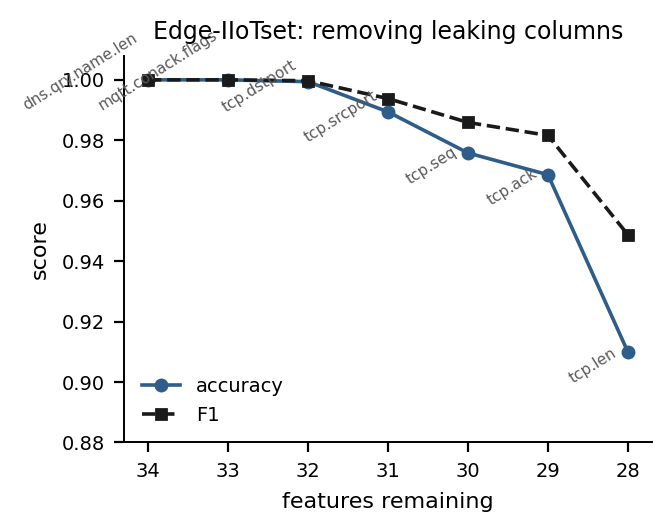 Edge-IIoTset: removing leaking columns
dns.qry.name.len
mqtt.conack.flags
tcp.dstport
tcp.srcport
tcp.seq
tcp.ack
tcp.len
1.00
0.98
0.96
0.94
0.92
0.90
0.88
score
accuracy
F1
34 33 32 31 30 29 28
features remaining